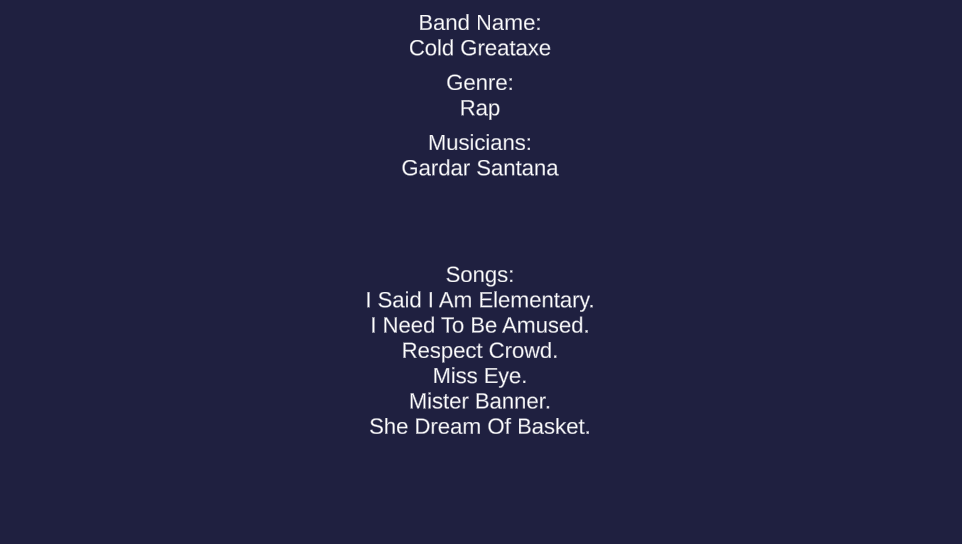 Band Name:
Cold Greataxe
Genre:
Rap
Musicians:
Gardar Santana
Songs:
I Said I Am Elementary.
I Need To Be Amused.
Respect Crowd.
Miss Eye.
Mister Banner.
She Dream Of Basket.